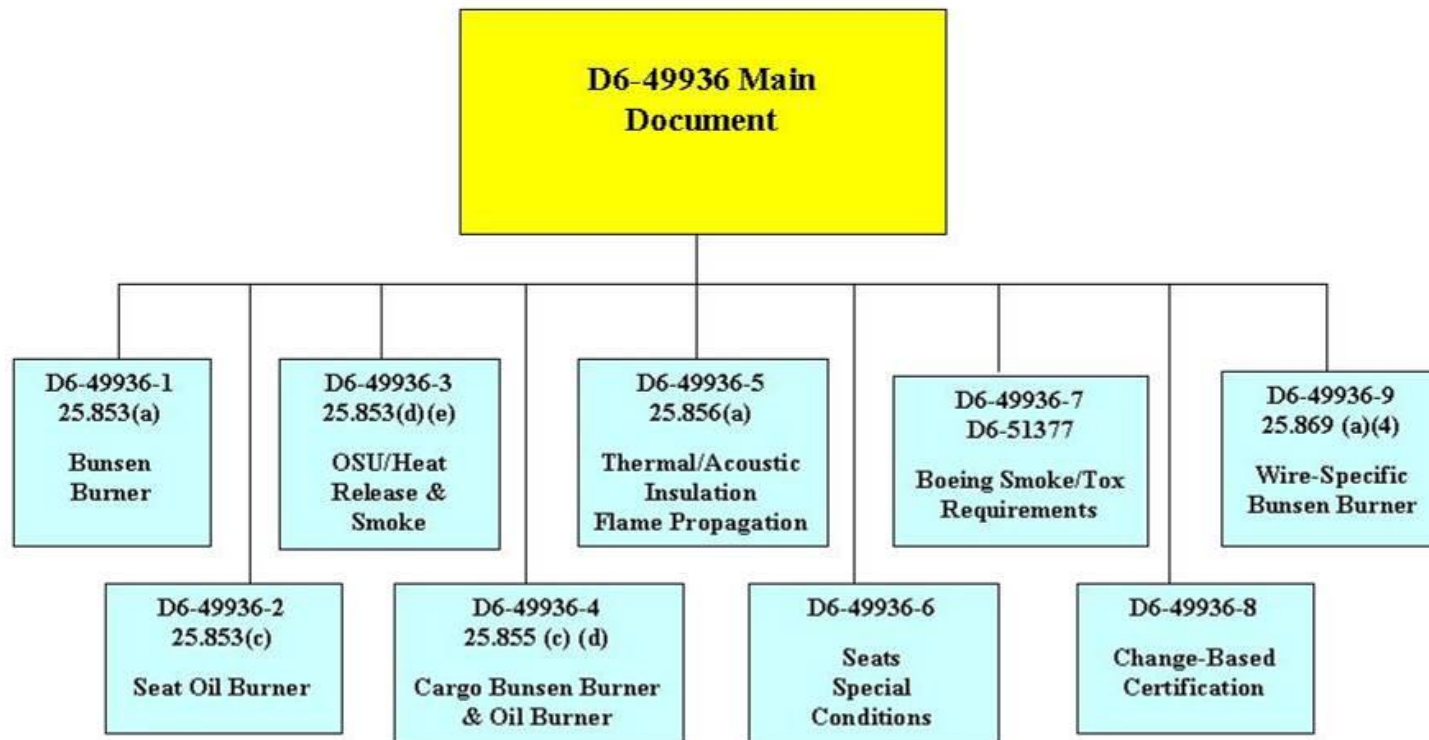 D6-49936 Main
Document
D6-49936-1
25.853(a)
Bunsen
Burner
D6-49936-3
25.853(d)(e)
OSU/Heat
Release &
Smoke
D6-49936-5
25.856(a)
Thermal/Acoustic
Insulation
Flame Propagation
D6-49936-7
D6-51377
Boeing Smoke/Tox
Requirements
D6-49936-9
25.869 (a)(4)
Wire-Specific
Bunsen Burner
D6-49936-2
25.853(c)
Seat Oil Burner
D6-49936-4
25.855 (c) (d)
Cargo Bunsen Burner
& Oil Burner
D6-49936-6
Seats
Special
Conditions
D6-49936-8
Change-Based
Certification